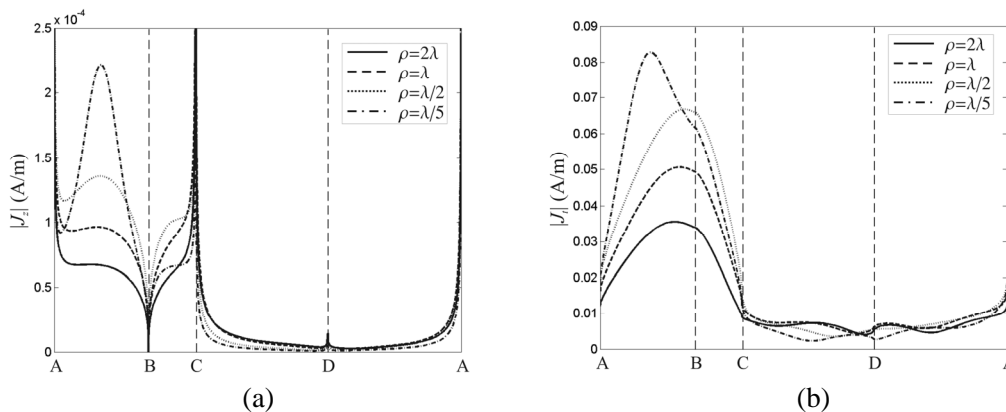 × 10⁻⁴
2.5
2
1.5
1
0.5
0
|J_z| (A/m)
ρ=2λ
ρ=λ
ρ=λ/2
ρ=λ/5
A B C D A
(a)
0.09
0.08
0.07
0.06
0.05
0.04
0.03
0.02
0.01
0
|J_t| (A/m)
ρ=2λ
ρ=λ
ρ=λ/2
ρ=λ/5
A B C D A
(b)